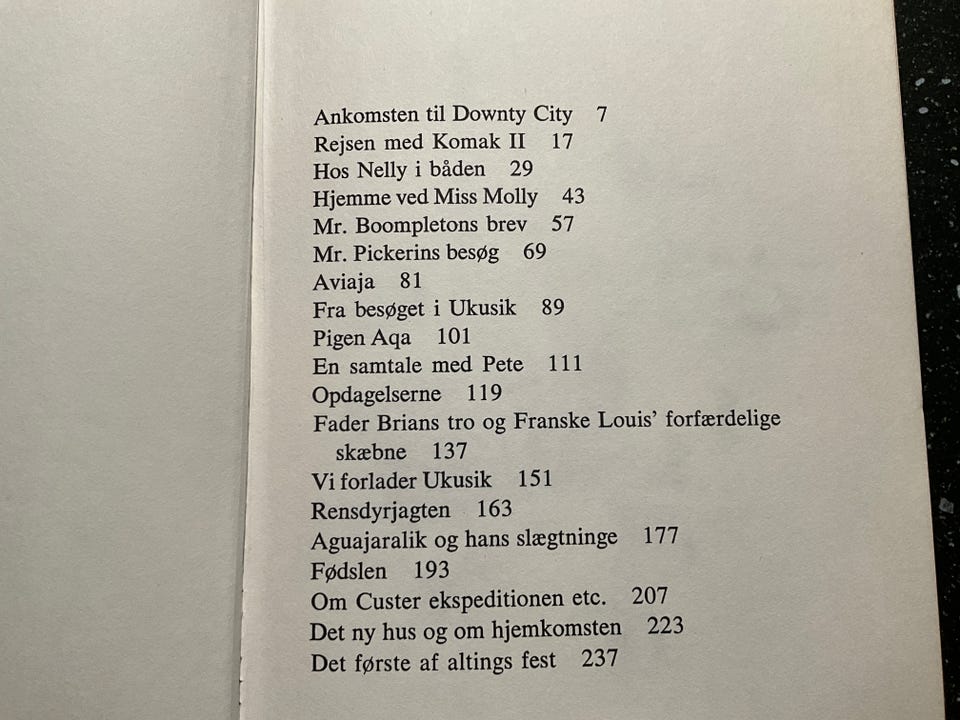 Ankomsten til Downty City 7
Rejsen med Komak II 17
Hos Nelly i båden 29
Hjemme ved Miss Molly 43
Mr. Boompletons brev 57
Mr. Pickerins besøg 69
Aviaja 81
Fra besøget i Ukusik 89
Pigen Aqa 101
En samtale med Pete 111
Opdagelserne 119
Fader Brians tro og Franske Louis' forfærdelige
skæbne 137
Vi forlader Ukusik 151
Rensdyrjagten 163
Aguajaralik og hans slægtninge 177
Fødslen 193
Om Custer ekspeditionen etc. 207
Det ny hus og om hjemkomsten 223
Det første af altings fest 237